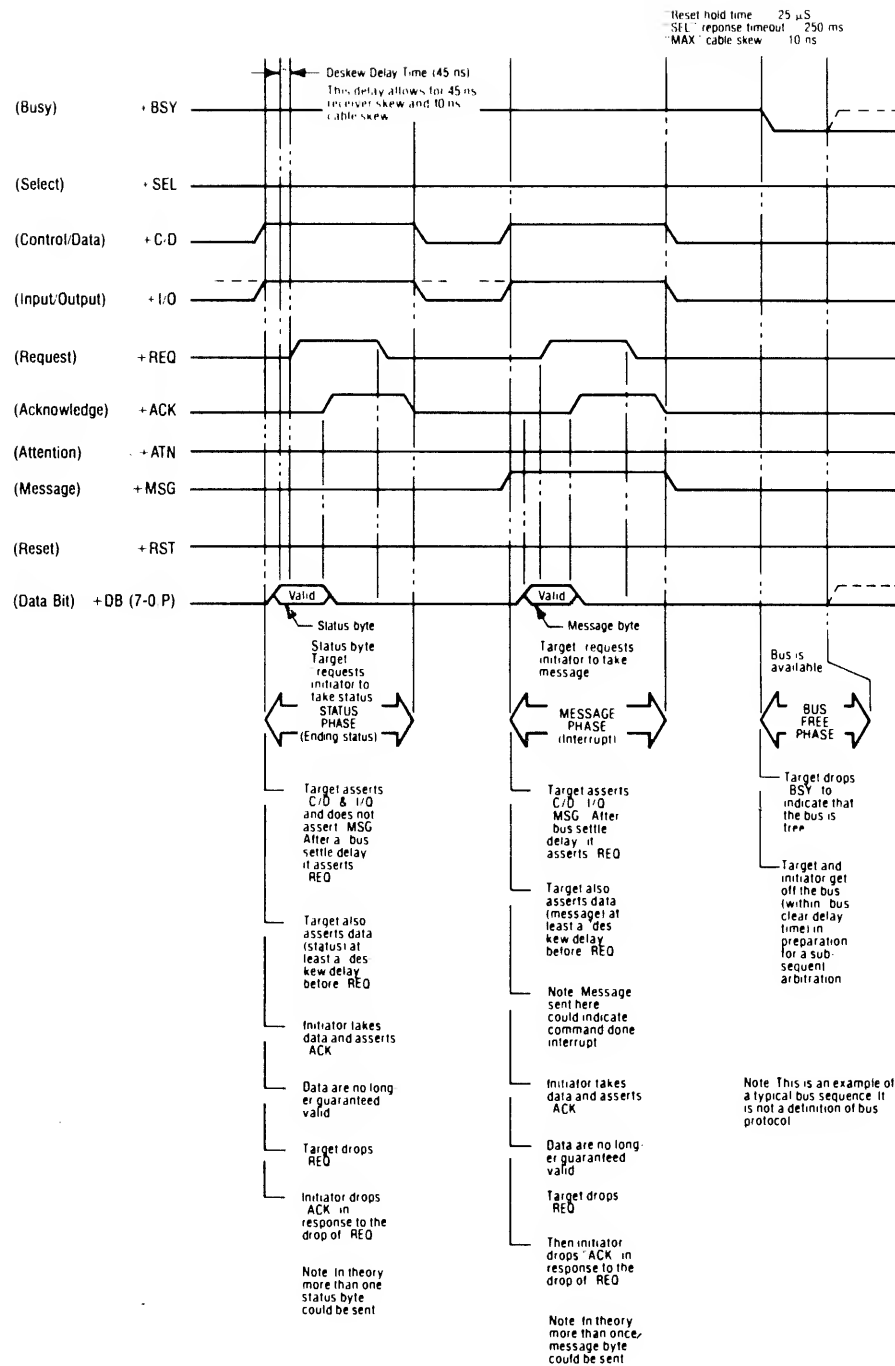 "Reset hold time 25 µS
"SEL" reponse timeout 250 ms
"MAX" cable skew 10 ns
Deskew Delay Time (45 ns)
This delay allows for 45 ns
receiver skew and 10 ns
cable skew
(Busy) + BSY
(Select) + SEL
(Control/Data) + C/D
(Input/Output) + I/O
(Request) + REQ
(Acknowledge) + ACK
(Attention) + ATN
(Message) + MSG
(Reset) + RST
(Data Bit) + DB (7-0 P)
Valid
Valid
Status byte
Status byte
Target
requests
initiator to
take status
STATUS
PHASE
(Ending status)
Target asserts
C/D & I/O
and does not
assert MSG
After a bus
settle delay
it asserts
REQ
Target also
asserts data
(status) at
least a des
kew delay
before REQ
Initiator takes
data and asserts
ACK
Data are no long-
er guaranteed
valid
Target drops
REQ
Initiator drops
ACK in
response to the
drop of REQ
Note In theory
more than one
status byte
could be sent
Message byte
Target requests
initiator to take
message
MESSAGE
PHASE
(Interrupt)
Target asserts
C/D I/O
MSG After
bus settle
delay it
asserts REQ
Target also
asserts data
(message) at
least a des
kew delay
before REQ
Note Message
sent here
could indicate
command done
interrupt
Initiator takes
data and asserts
ACK
Data are no long-
er guaranteed
valid
Target drops
REQ
Then initiator
drops "ACK in
response to the
drop of REQ
Note In theory
more than once,
message byte
could be sent
Bus is
available
BUS
FREE
PHASE
Target drops
BSY to
indicate that
the bus is
free
Target and
initiator get
off the bus
(within bus
clear delay
time) in
preparation
for a sub-
sequent
arbitration
Note This is an example of
a typical bus sequence It
is not a definition of bus
protocol